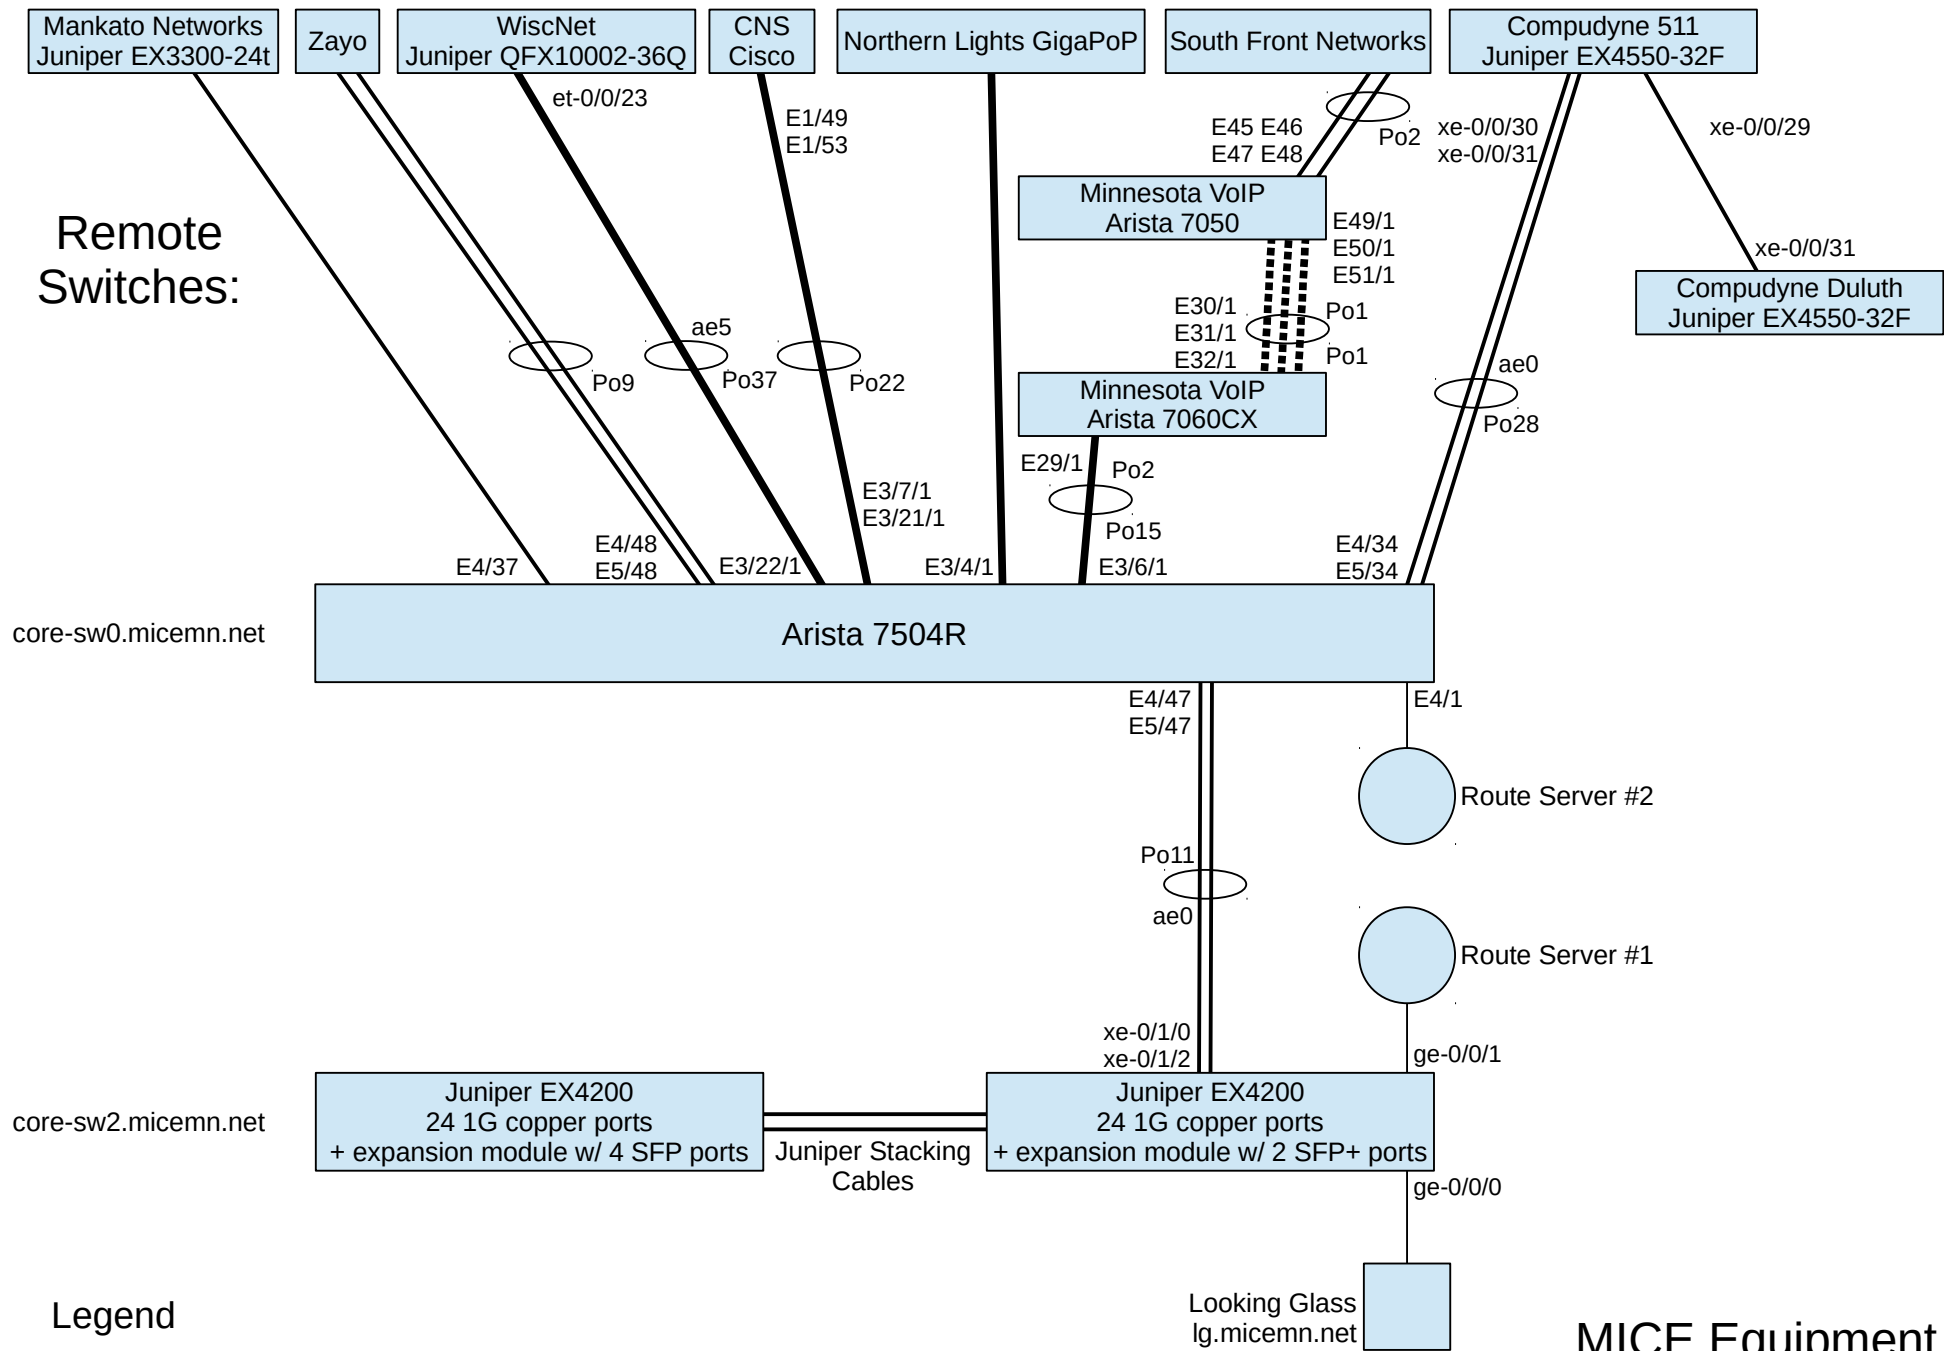 Mankato Networks
Juniper EX3300-24t
Zayo
WiscNet
Juniper QFX10002-36Q
CNS
Cisco
Northern Lights GigaPoP
South Front Networks
Compudyne 511
Juniper EX4550-32F
et-0/0/23
E1/49
E1/53
E45 E46
E47 E48
Po2
xe-0/0/30
xe-0/0/31
xe-0/0/29
Remote
Switches:
Minnesota VoIP
Arista 7050
E49/1
E50/1
E51/1
xe-0/0/31
Compudyne Duluth
Juniper EX4550-32F
E30/1
E31/1
E32/1
Po1
Po1
ae5
Po9
Po37
Po22
Minnesota VoIP
Arista 7060CX
ae0
Po28
E29/1
Po2
Po15
E3/7/1
E3/21/1
E4/37
E4/48
E5/48
E3/22/1
E3/4/1
E3/6/1
E4/34
E5/34
core-sw0.micemn.net
Arista 7504R
E4/47
E5/47
E4/1
Route Server #2
Po11
ae0
Route Server #1
xe-0/1/0
xe-0/1/2
ge-0/0/1
core-sw2.micemn.net
Juniper EX4200
24 1G copper ports
+ expansion module w/ 4 SFP ports
Juniper Stacking
Cables
Juniper EX4200
24 1G copper ports
+ expansion module w/ 2 SFP+ ports
ge-0/0/0
Looking Glass
lg.micemn.net
Legend
MICE Equipment